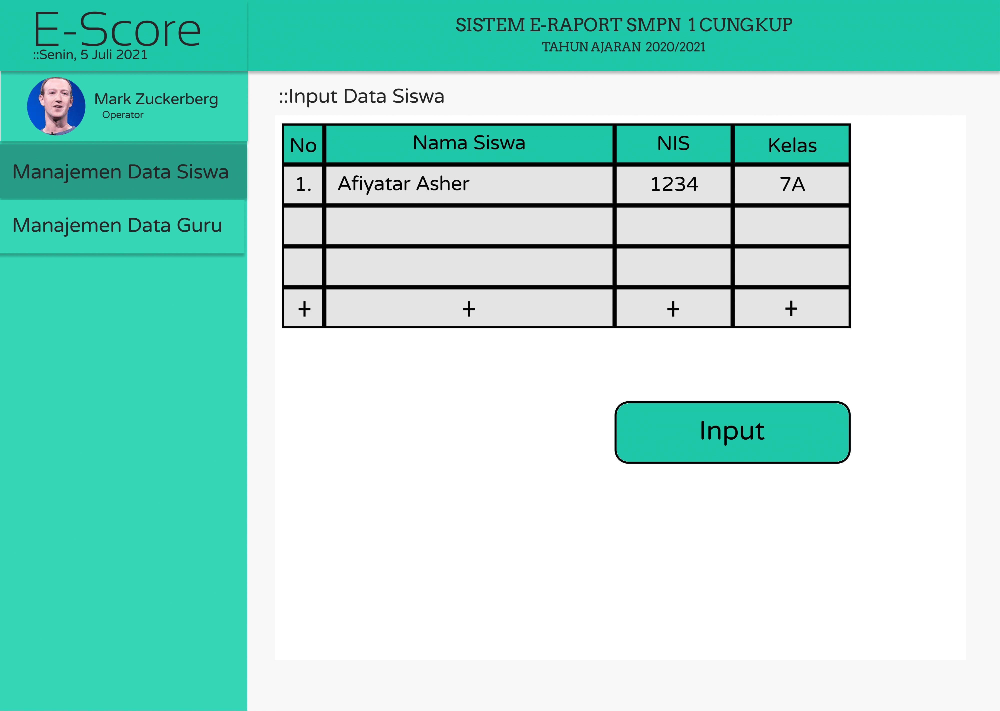 E-Score
::Senin, 5 Juli 2021
SISTEM E-RAPORT SMPN 1 CUNGKUP
TAHUN AJARAN 2020/2021
Mark Zuckerberg
Operator
Manajemen Data Siswa
Manajemen Data Guru
::Input Data Siswa
No Nama Siswa NIS Kelas
1. Afiyatar Asher 1234 7A
+ + + +
Input